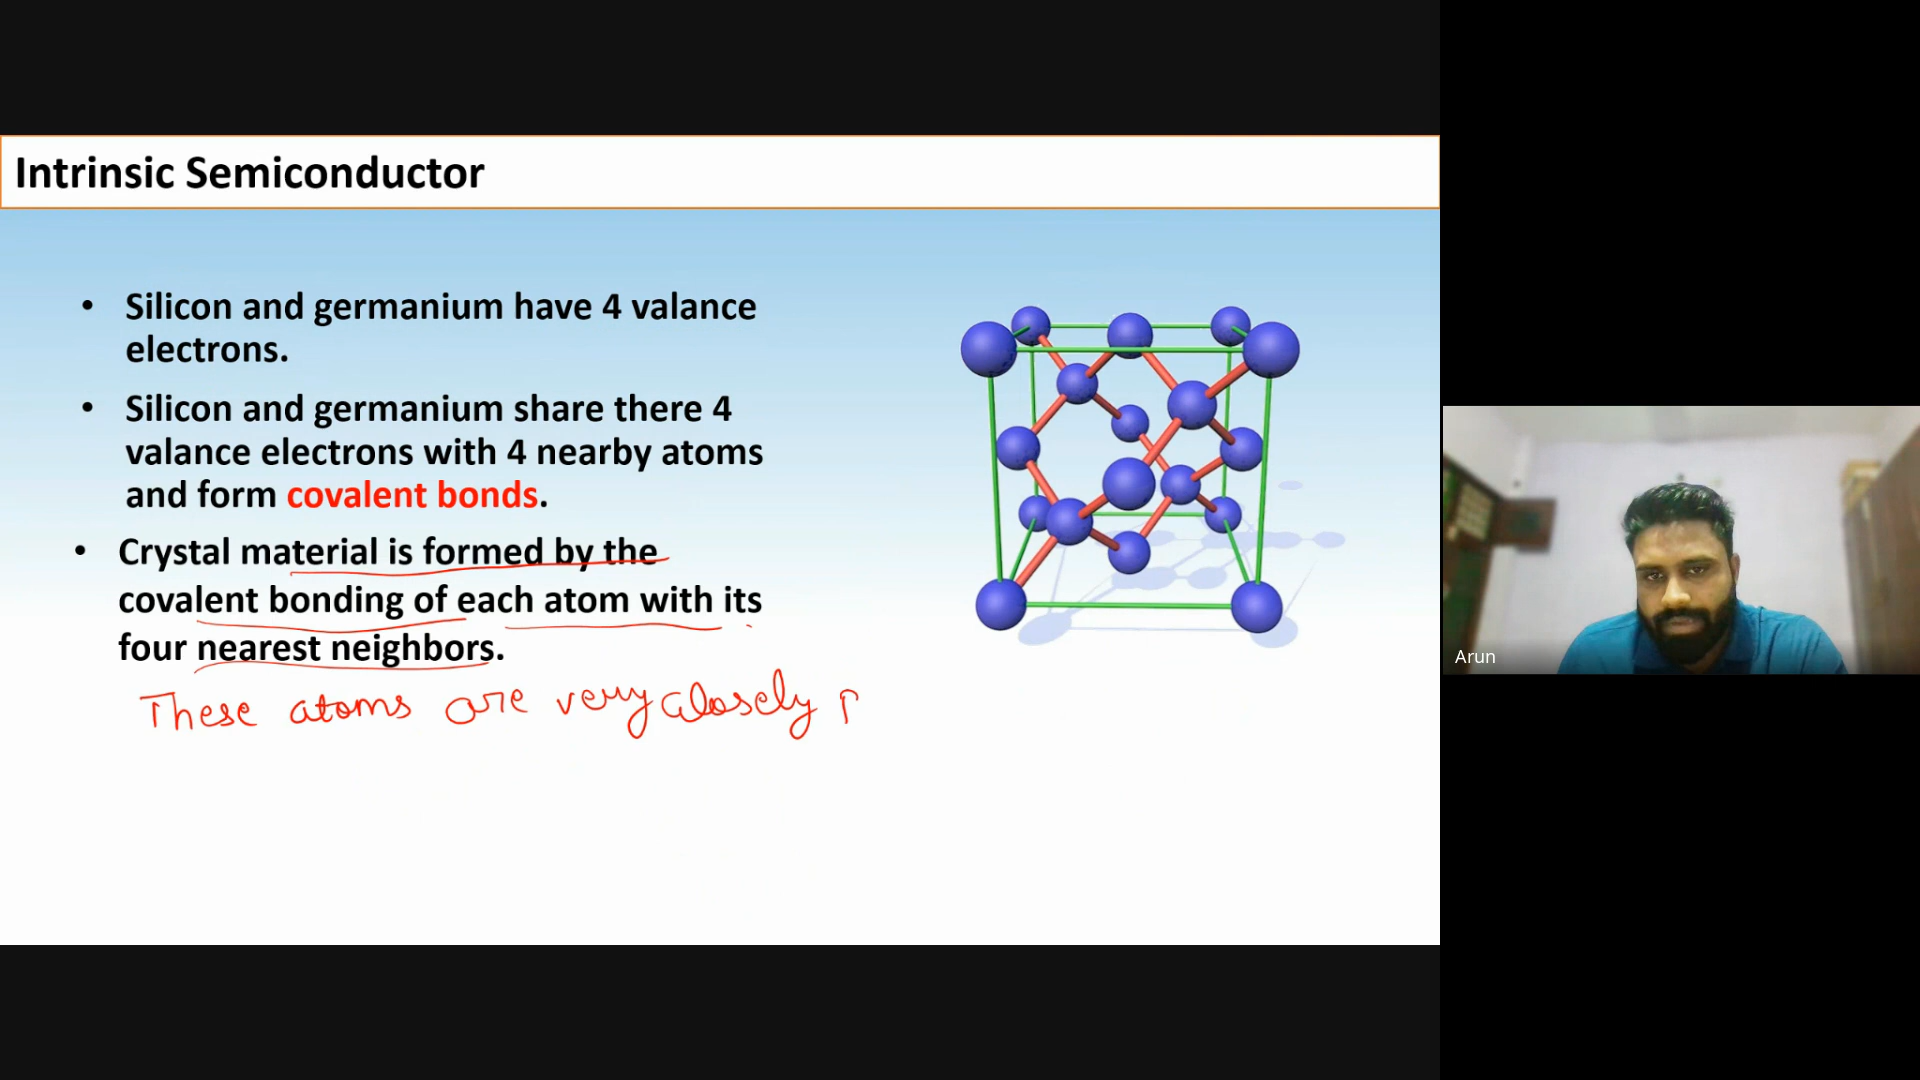 Intrinsic Semiconductor
• Silicon and germanium have 4 valance
electrons.
• Silicon and germanium share there 4
valance electrons with 4 nearby atoms
and form covalent bonds.
• Crystal material is formed by the
covalent bonding of each atom with its
four nearest neighbors.
These atoms are very closely
Arun